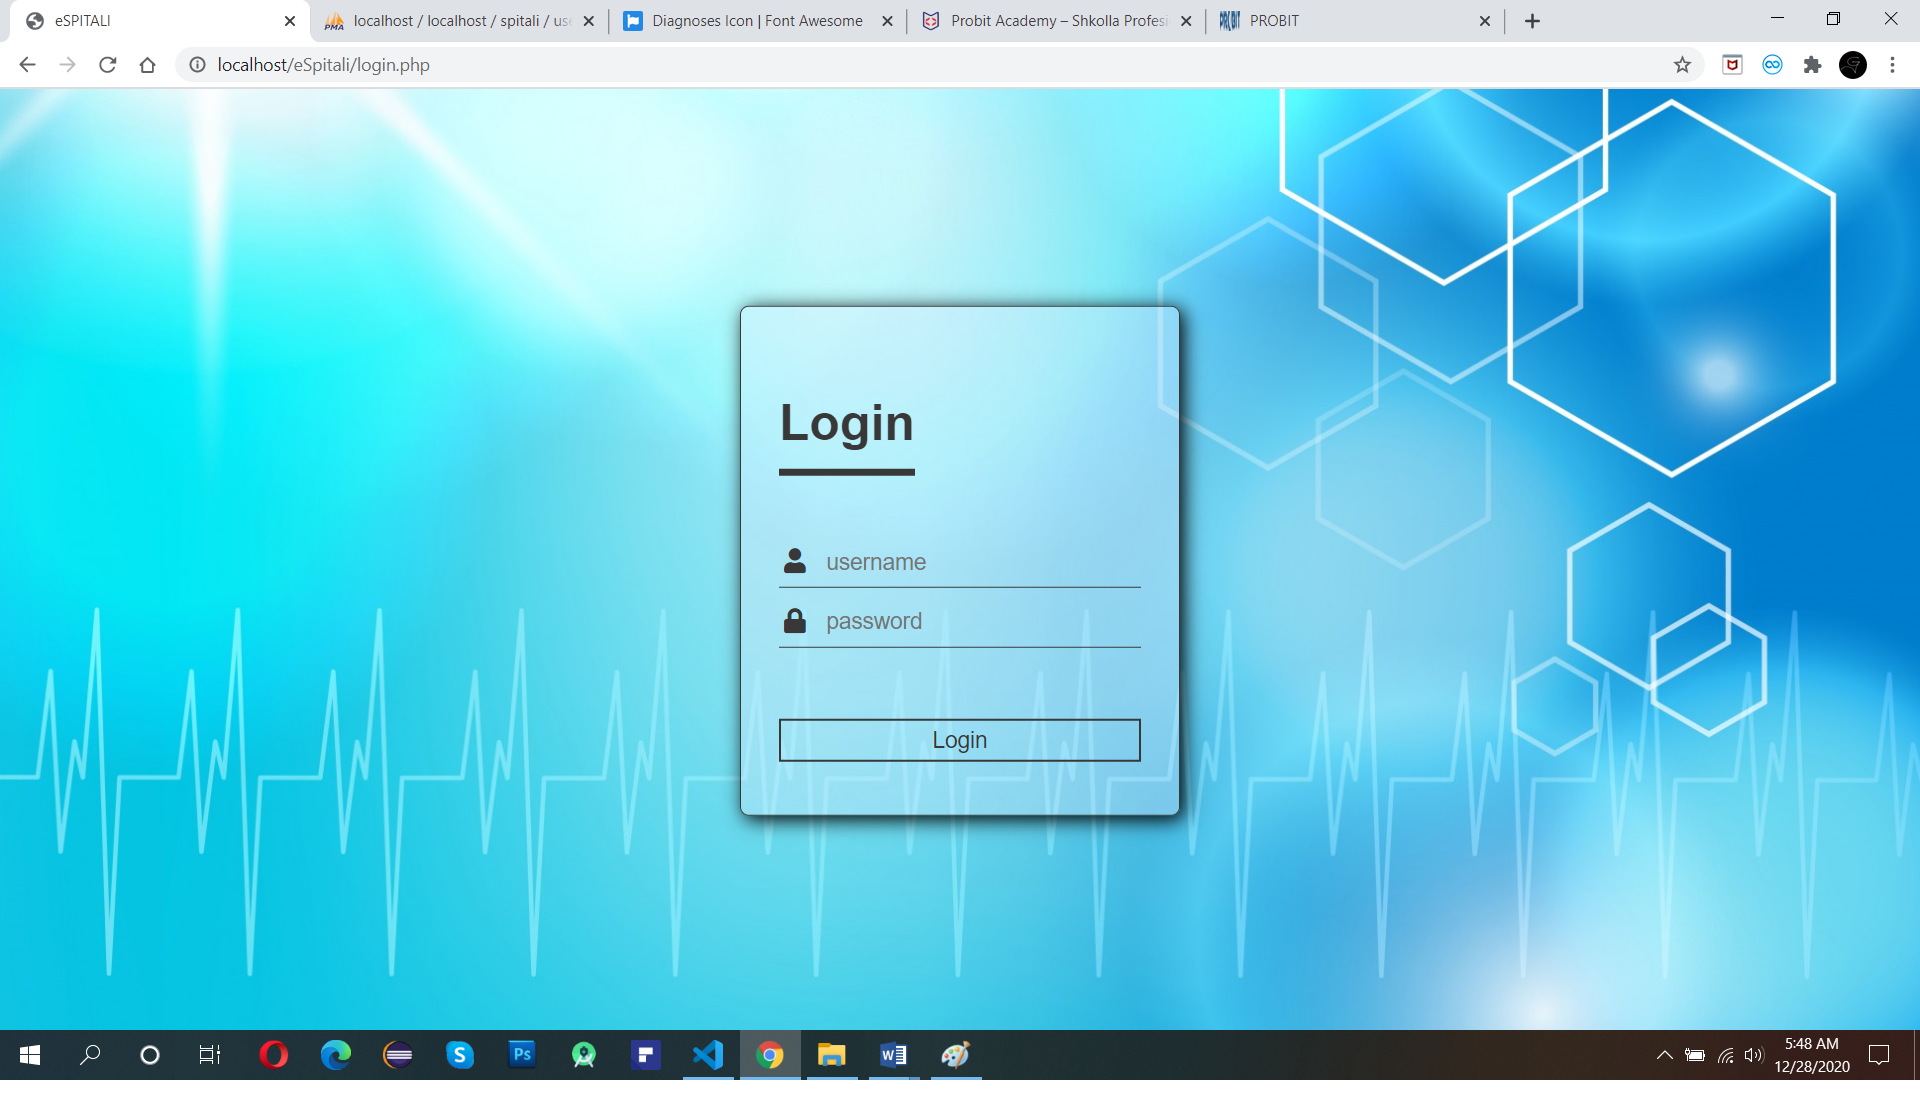 eSPITALI
localhost / localhost / spitali / us
Diagnoses Icon | Font Awesome
Probit Academy – Shkolla Profesi
PROBIT
localhost/eSpitali/login.php
Login
username
password
Login
5:48 AM
12/28/2020